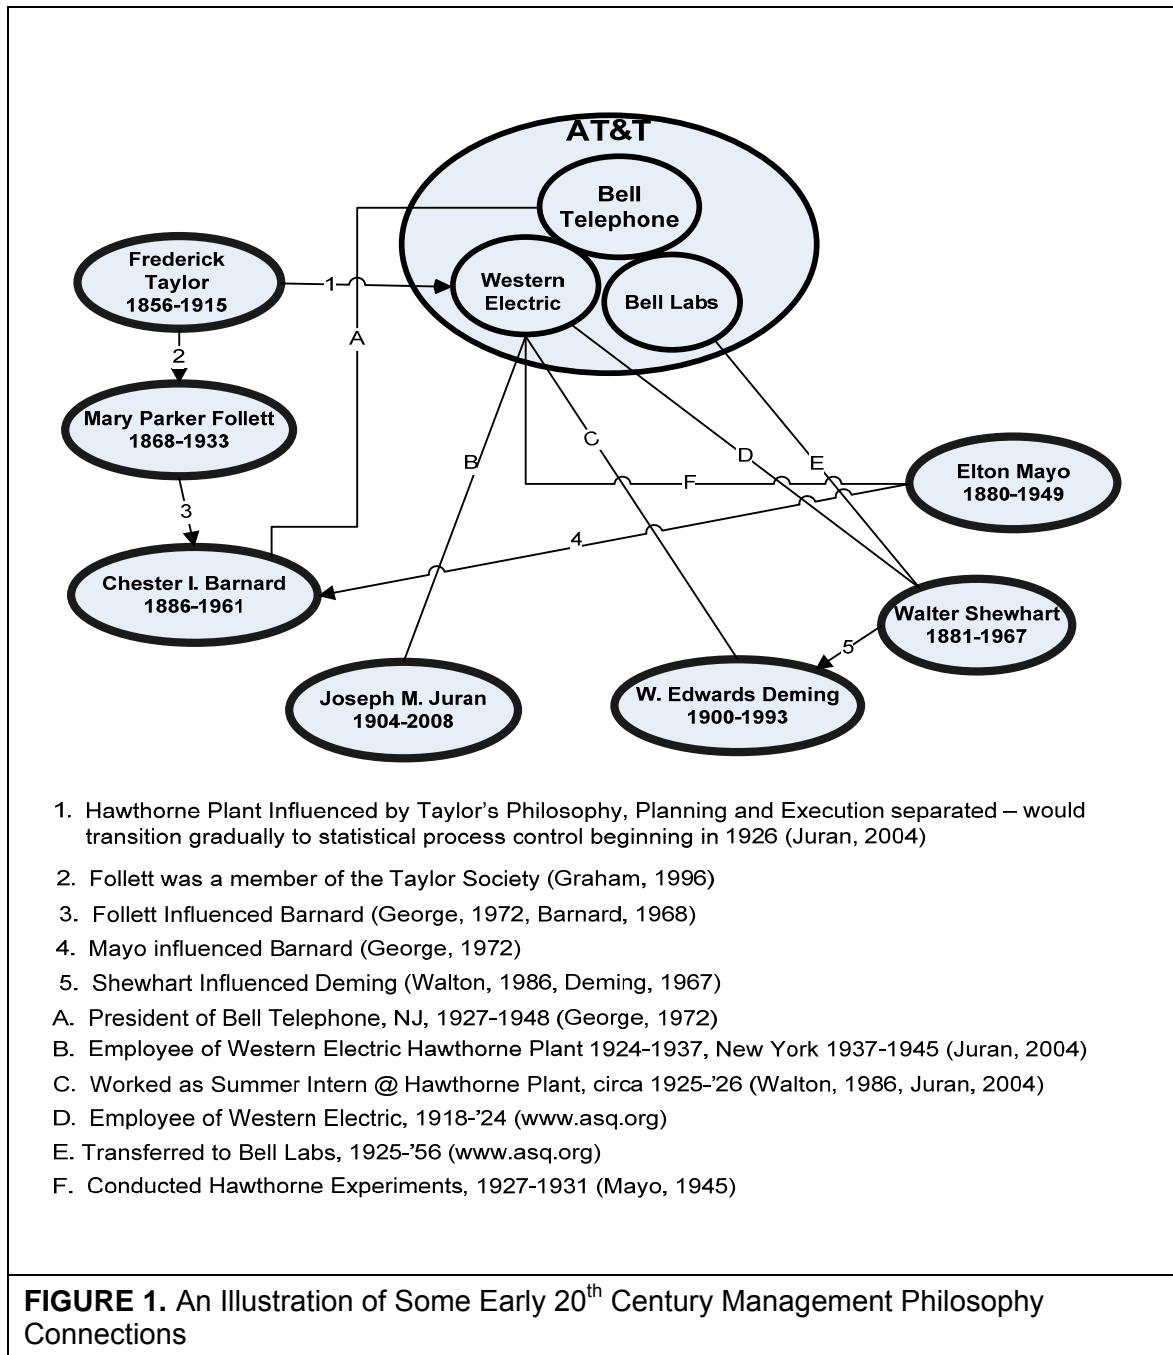 AT&T
Bell
Telephone
Frederick
Taylor
1856-1915
1
Western
Electric
Bell Labs
A
2
Mary Parker Follett
1868-1933
C
B
D
E
Elton Mayo
1880-1949
F
3
4
Chester I. Barnard
1886-1961
Walter Shewhart
1881-1967
5
Joseph M. Juran
1904-2008
W. Edwards Deming
1900-1993
1. Hawthorne Plant Influenced by Taylor's Philosophy, Planning and Execution separated – would
transition gradually to statistical process control beginning in 1926 (Juran, 2004)
2. Follett was a member of the Taylor Society (Graham, 1996)
3. Follett Influenced Barnard (George, 1972, Barnard, 1968)
4. Mayo influenced Barnard (George, 1972)
5. Shewhart Influenced Deming (Walton, 1986, Deming, 1967)
A. President of Bell Telephone, NJ, 1927-1948 (George, 1972)
B. Employee of Western Electric Hawthorne Plant 1924-1937, New York 1937-1945 (Juran, 2004)
C. Worked as Summer Intern @ Hawthorne Plant, circa 1925-'26 (Walton, 1986, Juran, 2004)
D. Employee of Western Electric, 1918-'24 (www.asq.org)
E. Transferred to Bell Labs, 1925-'56 (www.asq.org)
F. Conducted Hawthorne Experiments, 1927-1931 (Mayo, 1945)
FIGURE 1. An Illustration of Some Early 20th Century Management Philosophy
Connections